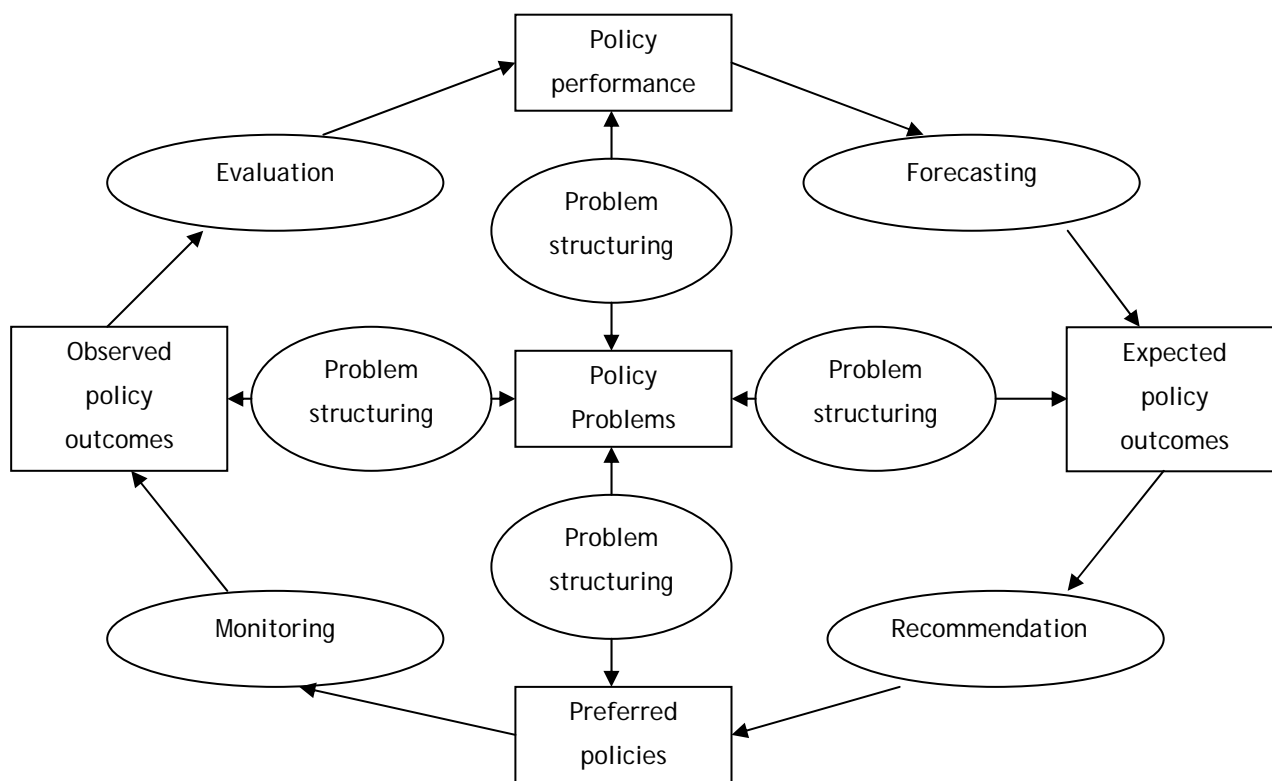 Policy
performance
Evaluation
Forecasting
Problem
structuring
Observed
policy
outcomes
Problem
structuring
Policy
Problems
Problem
structuring
Expected
policy
outcomes
Problem
structuring
Monitoring
Recommendation
Preferred
policies